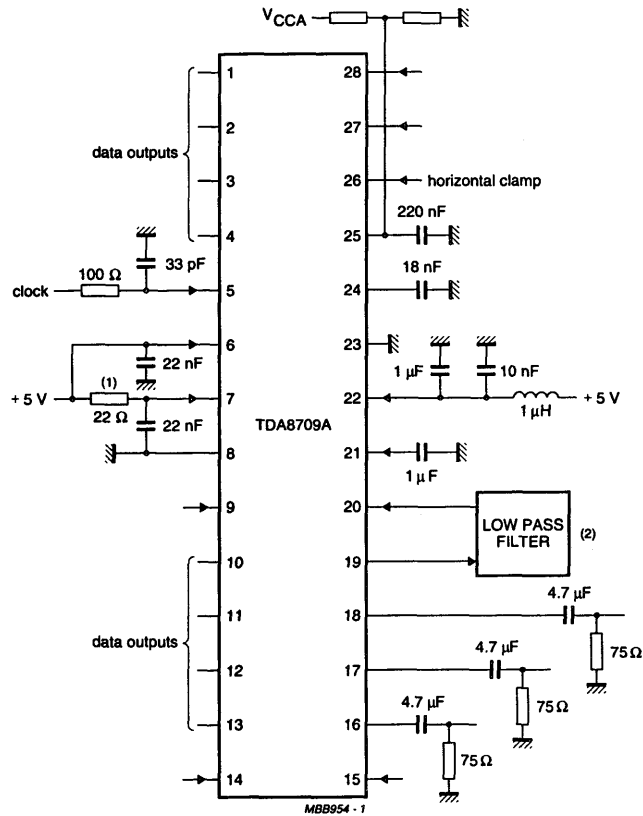 VCCA
1
28
2
27
data outputs
3
26
horizontal clamp
220 nF
4
25
33 pF
18 nF
100 Ω
clock
5
24
6
23
22 nF
1 µF
10 nF
(1)
+ 5 V
7
22
+ 5 V
22 Ω
22 nF
1 µH
TDA8709A
8
21
1 µF
9
20
LOW PASS
FILTER
(2)
10
19
4.7 µF
11
18
data outputs
4.7 µF
75 Ω
12
17
4.7 µF
75 Ω
13
16
75 Ω
14
15
MBB954 - 1